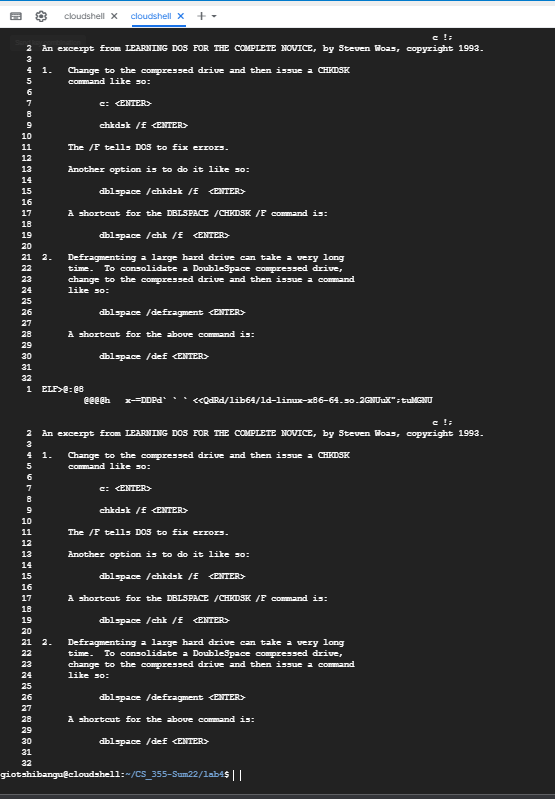 cloudshell × cloudshell × +
c !;
2 An excerpt from LEARNING DOS FOR THE COMPLETE NOVICE, by Steven Woas, copyright 1993.
3
4 1. Change to the compressed drive and then issue a CHKDSK
5 command like so:
6
7 c: <ENTER>
8
9 chkdsk /f <ENTER>
10
11 The /F tells DOS to fix errors.
12
13 Another option is to do it like so:
14
15 dblspace /chkdsk /f <ENTER>
16
17 A shortcut for the DBLSPACE /CHKDSK /F command is:
18
19 dblspace /chk /f <ENTER>
20
21 2. Defragmenting a large hard drive can take a very long
22 time. To consolidate a DoubleSpace compressed drive,
23 change to the compressed drive and then issue a command
24 like so:
25
26 dblspace /defragment <ENTER>
27
28 A shortcut for the above command is:
29
30 dblspace /def <ENTER>
31
32
1 ELF>@:@8
@@@@h x-=DDPd` ` ` <<QdRd/lib64/ld-linux-x86-64.so.2GNUuX";tuMGNU
c !;
2 An excerpt from LEARNING DOS FOR THE COMPLETE NOVICE, by Steven Woas, copyright 1993.
3
4 1. Change to the compressed drive and then issue a CHKDSK
5 command like so:
6
7 c: <ENTER>
8
9 chkdsk /f <ENTER>
10
11 The /F tells DOS to fix errors.
12
13 Another option is to do it like so:
14
15 dblspace /chkdsk /f <ENTER>
16
17 A shortcut for the DBLSPACE /CHKDSK /F command is:
18
19 dblspace /chk /f <ENTER>
20
21 2. Defragmenting a large hard drive can take a very long
22 time. To consolidate a DoubleSpace compressed drive,
23 change to the compressed drive and then issue a command
24 like so:
25
26 dblspace /defragment <ENTER>
27
28 A shortcut for the above command is:
29
30 dblspace /def <ENTER>
31
32
giotshibangu@cloudshell:~/CS_355-Sum22/lab4$